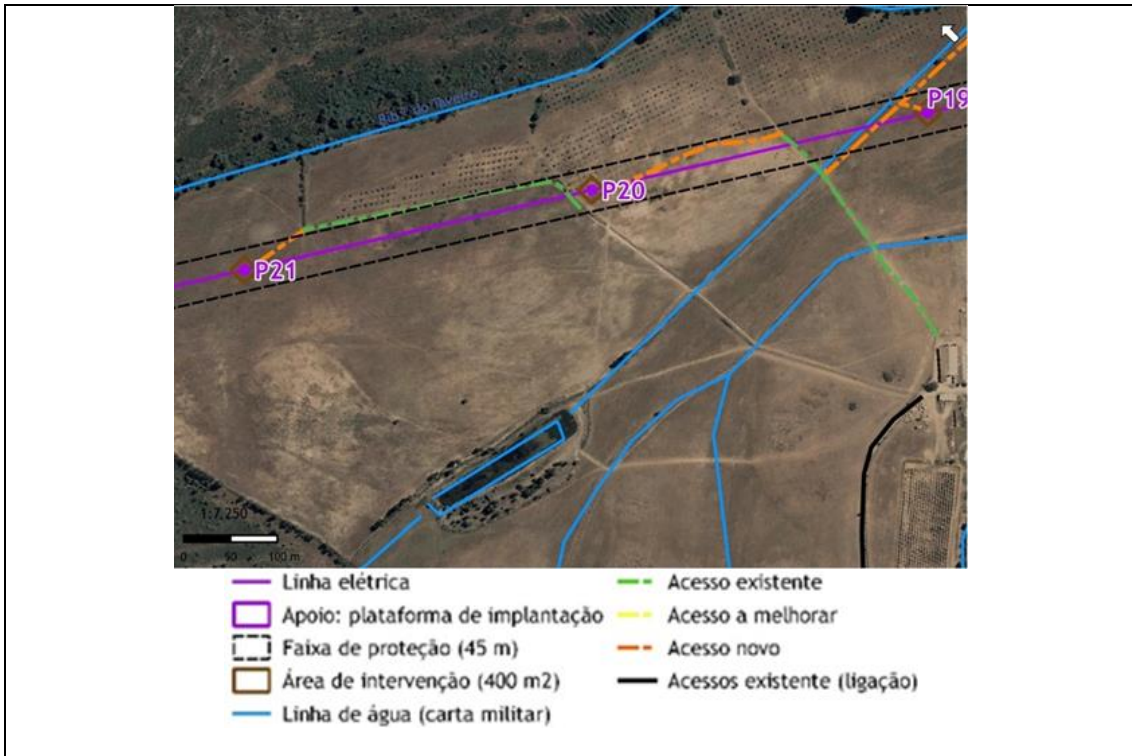 P19
P20
P21
1:7.250
0 50 100 m
Linha elétrica
Apoio: plataforma de implantação
Faixa de proteção (45 m)
Área de intervenção (400 m2)
Linha de água (carta militar)
Acesso existente
Acesso a melhorar
Acesso novo
Acessos existente (ligação)